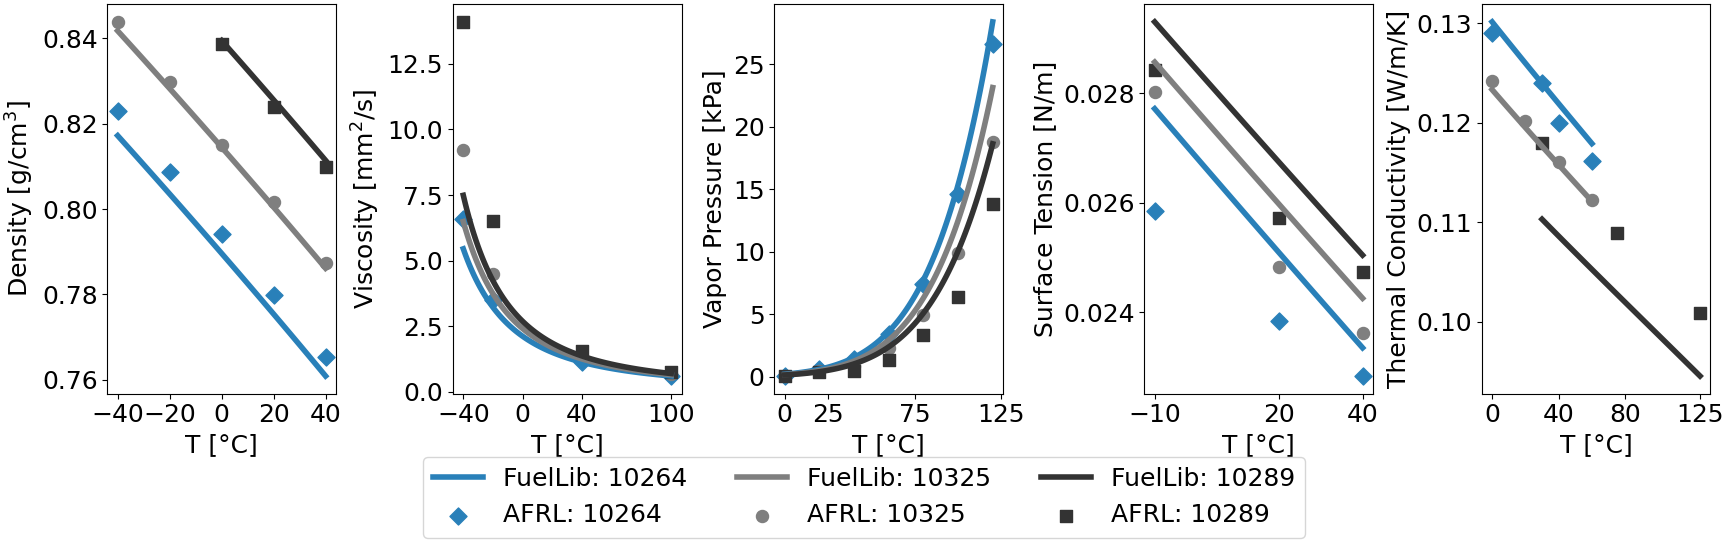 Density [g/cm³]
0.84
0.82
0.80
0.78
0.76
−40 −20 0 20 40
T [°C]
Viscosity [mm²/s]
12.5
10.0
7.5
5.0
2.5
0.0
−40 0 40 100
T [°C]
Vapor Pressure [kPa]
25
20
15
10
5
0
0 25 75 125
T [°C]
Surface Tension [N/m]
0.028
0.026
0.024
−10 20 40
T [°C]
Thermal Conductivity [W/m/K]
0.13
0.12
0.11
0.10
0 40 80 125
T [°C]
FuelLib: 10264 FuelLib: 10325 FuelLib: 10289
AFRL: 10264 AFRL: 10325 AFRL: 10289